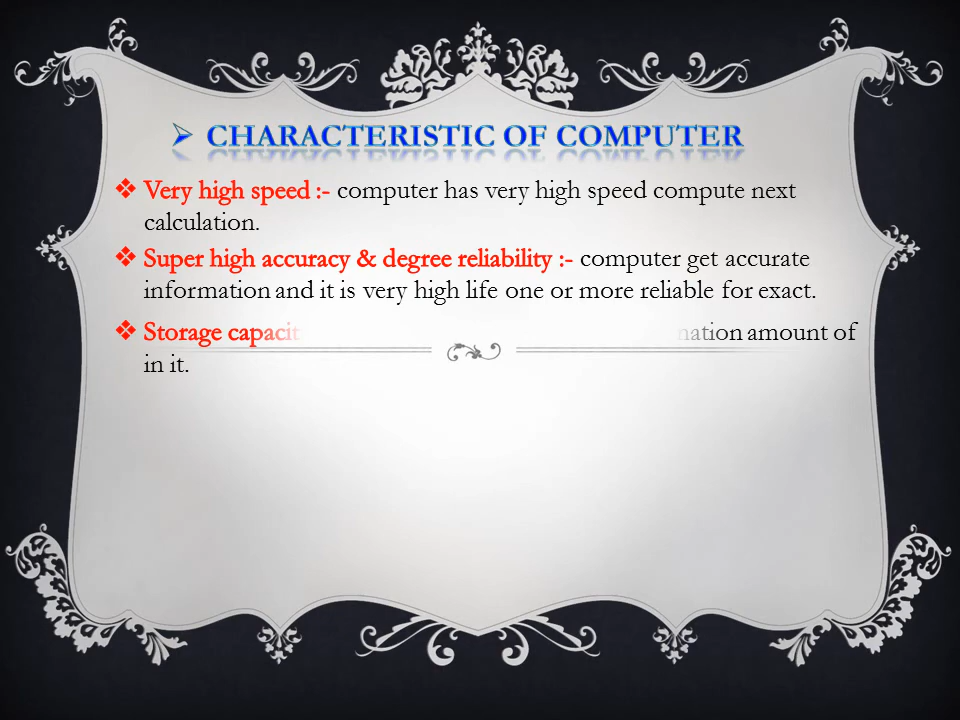 CHARACTERISTIC OF COMPUTER
Very high speed :- computer has very high speed compute next
calculation.
Super high accuracy & degree reliability :- computer get accurate
information and it is very high life one or more reliable for exact.
Storage amount of
in it.